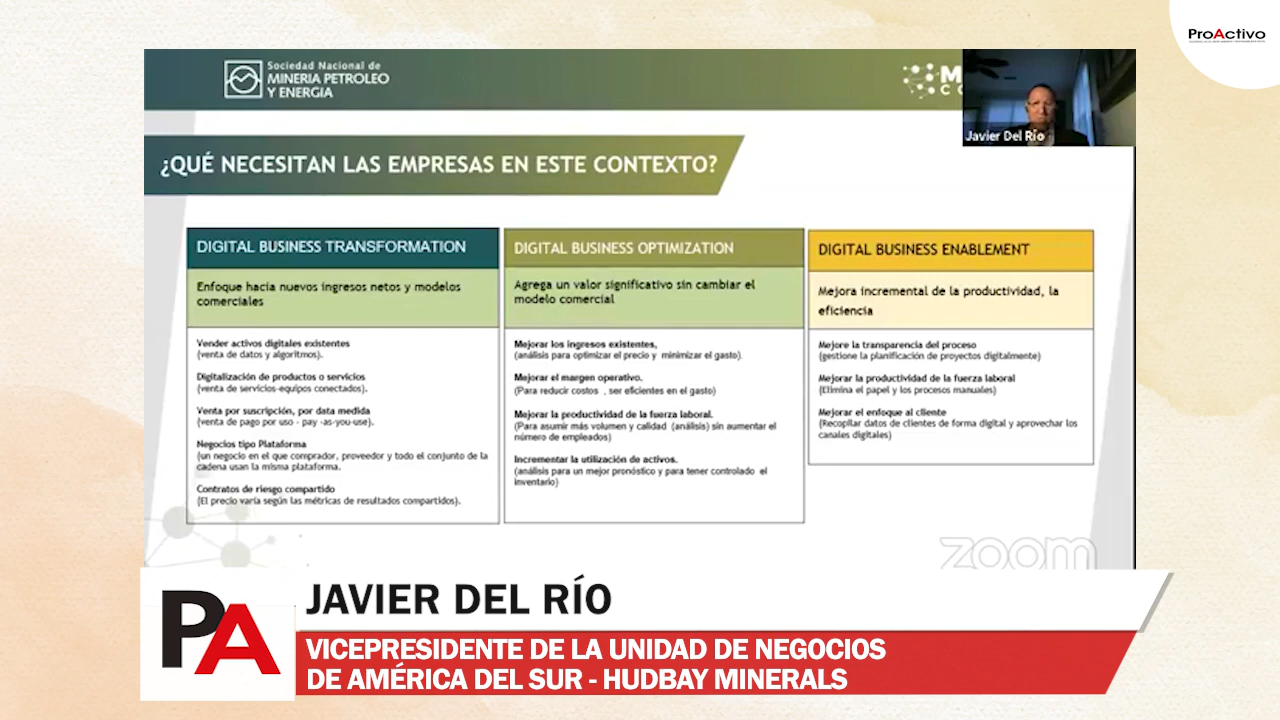 ProActivo
Sociedad Nacional de
MINERIA PETROLEO
Y ENERGIA
Javier Del Río
¿QUÉ NECESITAN LAS EMPRESAS EN ESTE CONTEXTO?
DIGITAL BUSINESS TRANSFORMATION
Enfoque hacia nuevos ingresos netos y modelos
comerciales
Vender activos digitales existentes
(venta de datos y algoritmos).
Digitalización de productos o servicios
(venta de servicios-equipos conectados).
Venta por suscripción, por data medida
(venta de pago por uso - pay -as-you-use).
Negocios tipo Plataforma
(un negocio en el que comprador, proveedor y todo el conjunto de la
cadena usan la misma plataforma.
Contratos de riesgo compartido
(El precio varía según las métricas de resultados compartidos).
DIGITAL BUSINESS OPTIMIZATION
Agrega un valor significativo sin cambiar el
modelo comercial
Mejorar los ingresos existentes,
(análisis para optimizar el precio y minimizar el gasto).
Mejorar el margen operativo.
(Para reducir costos , ser eficientes en el gasto)
Mejorar la productividad de la fuerza laboral.
(Para asumir más volumen y calidad (análisis) sin aumentar el
número de empleados)
Incrementar la utilización de activos.
(análisis para un mejor pronóstico y para tener controlado el
inventario)
DIGITAL BUSINESS ENABLEMENT
Mejora incremental de la productividad, la
eficiencia
Mejore la transparencia del proceso
(gestione la planificación de proyectos digitalmente)
Mejorar la productividad de la fuerza laboral
(Elimina el papel y los procesos manuales)
Mejorar el enfoque al cliente
(Recopilar datos de clientes de forma digital y aprovechar los
canales digitales)
zoom
PA
JAVIER DEL RÍO
VICEPRESIDENTE DE LA UNIDAD DE NEGOCIOS
DE AMÉRICA DEL SUR - HUDBAY MINERALS